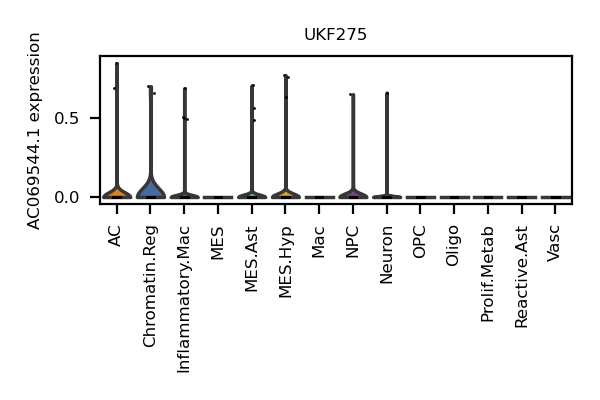 UKF275
AC069544.1 expression
0.5
0.0
AC
Chromatin.Reg
Inflammatory.Mac
MES
MES.Ast
MES.Hyp
Mac
NPC
Neuron
OPC
Oligo
Prolif.Metab
Reactive.Ast
Vasc